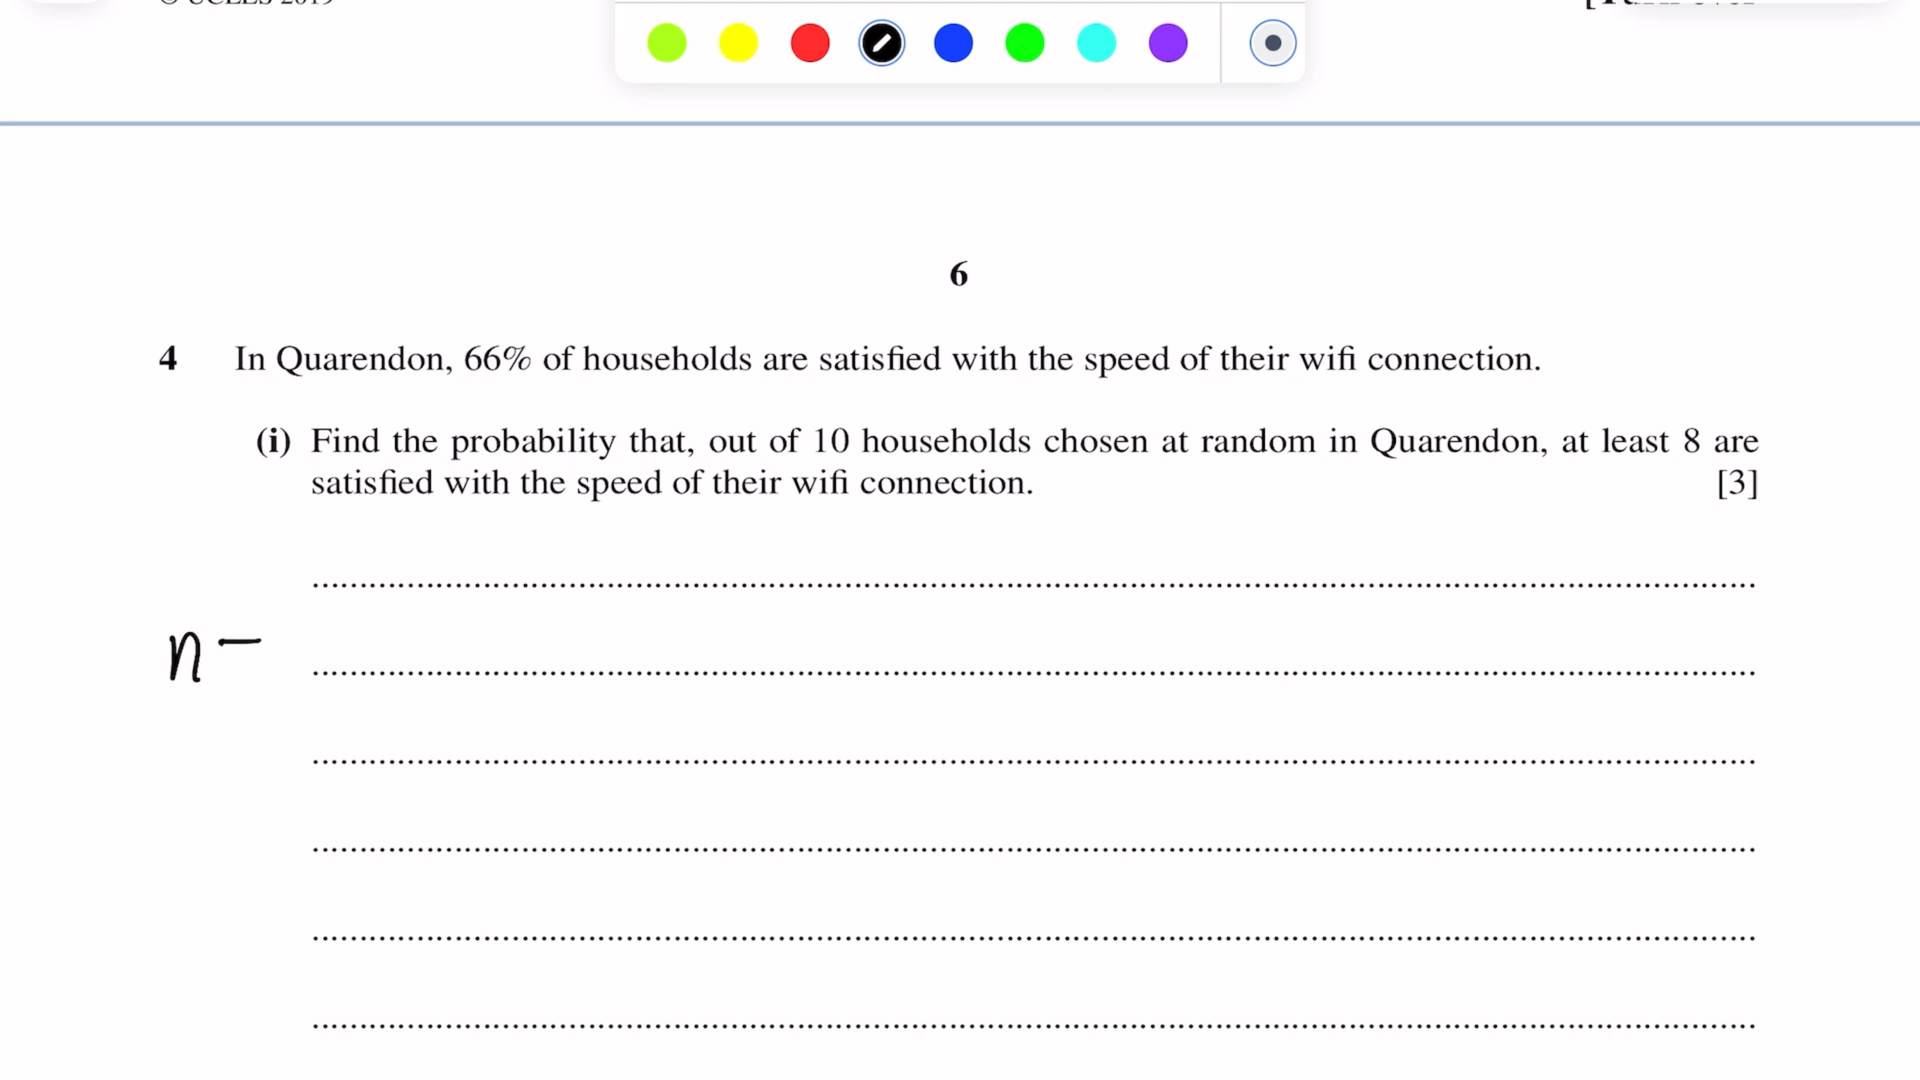 6
4 In Quarendon, 66% of households are satisfied with the speed of their wifi connection.
(i) Find the probability that, out of 10 households chosen at random in Quarendon, at least 8 are
satisfied with the speed of their wifi connection. [3]
n –